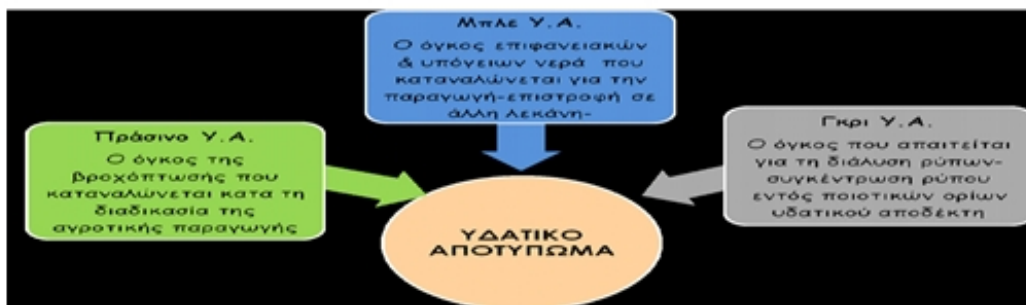 Μπλε Υ.Α.
Ο όγκος επιφανειακών
& υπόγειων νερά που
καταναλώνεται για την
παραγωγή-επιστροφή σε
άλλη λεκάνη-
Πράσινο Υ.Α.
Ο όγκος της
βροχόπτωσής που
καταναλώνεται κατα τη
διαδικασία της
αγροτικής παραγωγής
Γκρι Υ.Α.
Ο όγκος που απαιτείται
για τη διάλυση ρύπων-
συγκέντρωση ρύπου
εντός ποιοτικών ορίων
υδατικού αποδέκτη
ΥΔΑΤΙΚΟ
ΑΠΟΤΥΠΩΜΑ